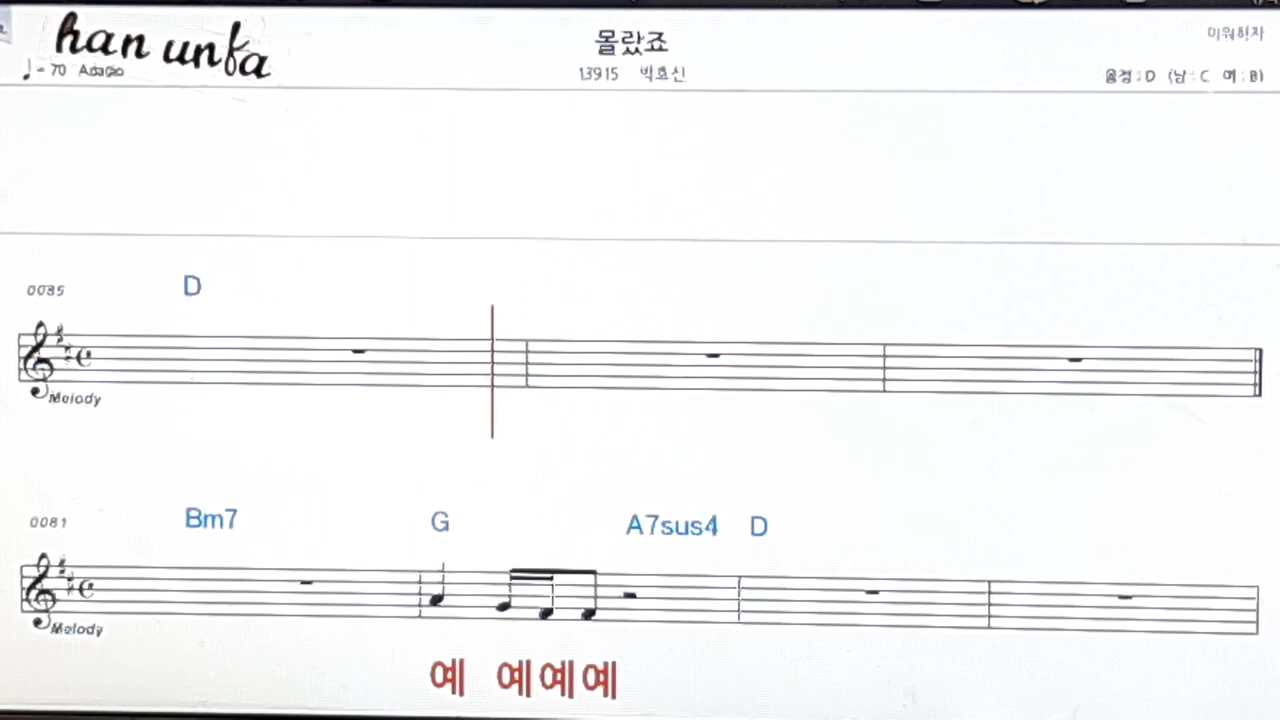 han unfa
몰랐죠
미워하자
♩= 70 Adagio
13915 박효신
음정 : D (남 : C 여 : B)
0085
D
Melody
0081
Bm7 G A7sus4 D
Melody
예 예 예 예